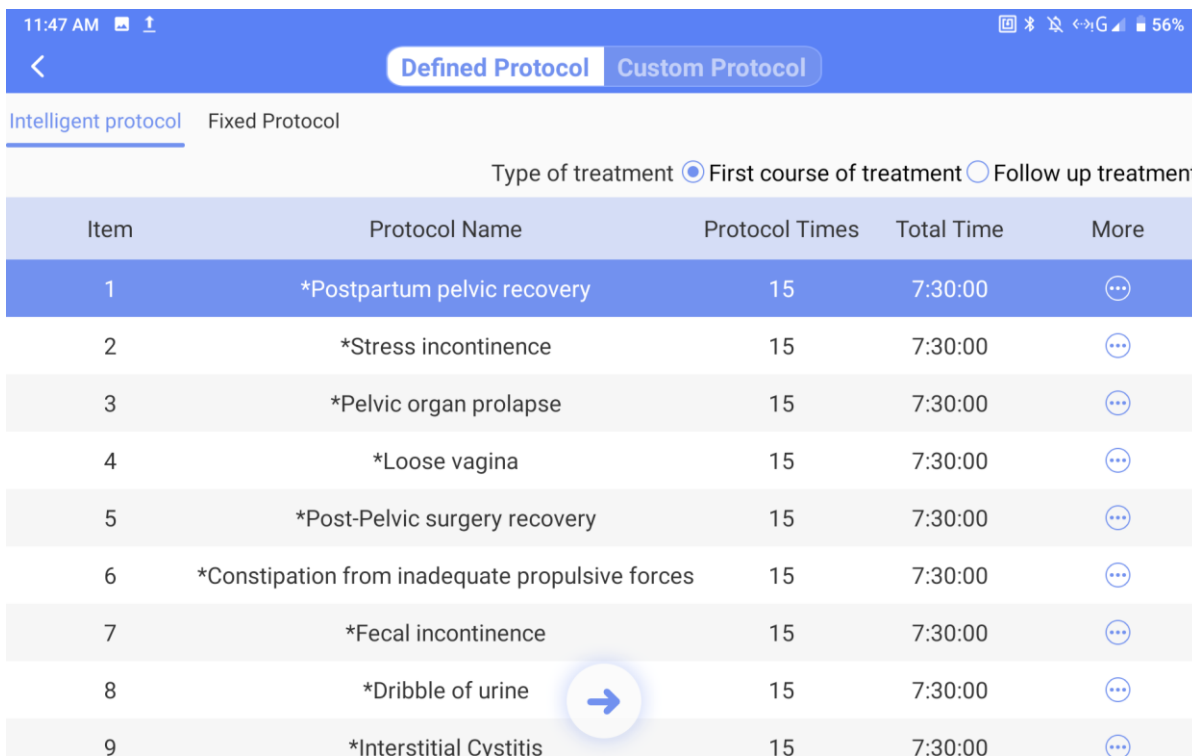 11:47 AM 56%
Defined Protocol Custom Protocol
Intelligent protocol Fixed Protocol
Type of treatment First course of treatment Follow up treatment
Item Protocol Name Protocol Times Total Time More
1 *Postpartum pelvic recovery 15 7:30:00
2 *Stress incontinence 15 7:30:00
3 *Pelvic organ prolapse 15 7:30:00
4 *Loose vagina 15 7:30:00
5 *Post-Pelvic surgery recovery 15 7:30:00
6 *Constipation from inadequate propulsive forces 15 7:30:00
7 *Fecal incontinence 15 7:30:00
8 *Dribble of urine 15 7:30:00
9 *Interstitial Cystitis 15 7:30:00